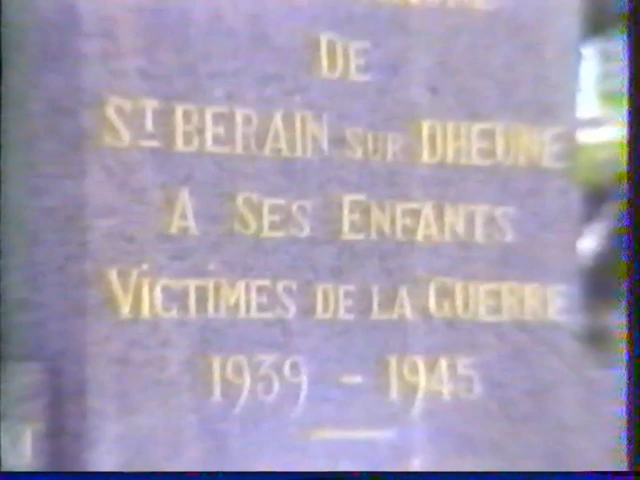 DE
ST BERAIN SUR DHEUNE
A SES ENFANTS
VICTIMES DE LA GUERRE
1939 - 1945